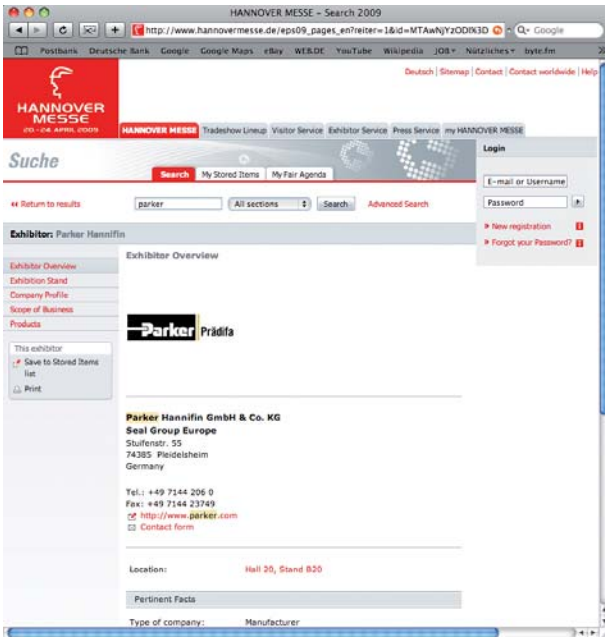 HANNOVER MESSE – Search 2009
http://www.hannovermesse.de/eps09_pages_en?reiter=1&id=MTAwNjYzODI%3D
Google
Postbank Deutsche Bank Google Google Maps eBay WEB.DE YouTube Wikipedia JOB Nützliches byte.fm
Deutsch | Sitemap | Contact | Contact worldwide | Help
HANNOVER
MESSE
20-24 APRIL 2009
HANNOVER MESSE Tradeshow Lineup Visitor Service Exhibitor Service Press Service my HANNOVER MESSE
Suche
Search My Stored Items My Fair Agenda
Login
E-mail or Username
Password
New registration
Forgot your Password?
Return to results parker All sections Search Advanced Search
Exhibitor: Parker Hannifin
Exhibitor Overview
Exhibition Stand
Company Profile
Scope of Business
Products
This exhibitor
Save to Stored Items
list
Print
Exhibitor Overview
Parker Prädifa
Parker Hannifin GmbH & Co. KG
Seal Group Europe
Stuifenstr. 55
74385 Pleidelsheim
Germany
Tel.: +49 7144 206 0
Fax: +49 7144 23749
http://www.parker.com
Contact form
Location: Hall 20, Stand B20
Pertinent Facts
Type of company: Manufacturer